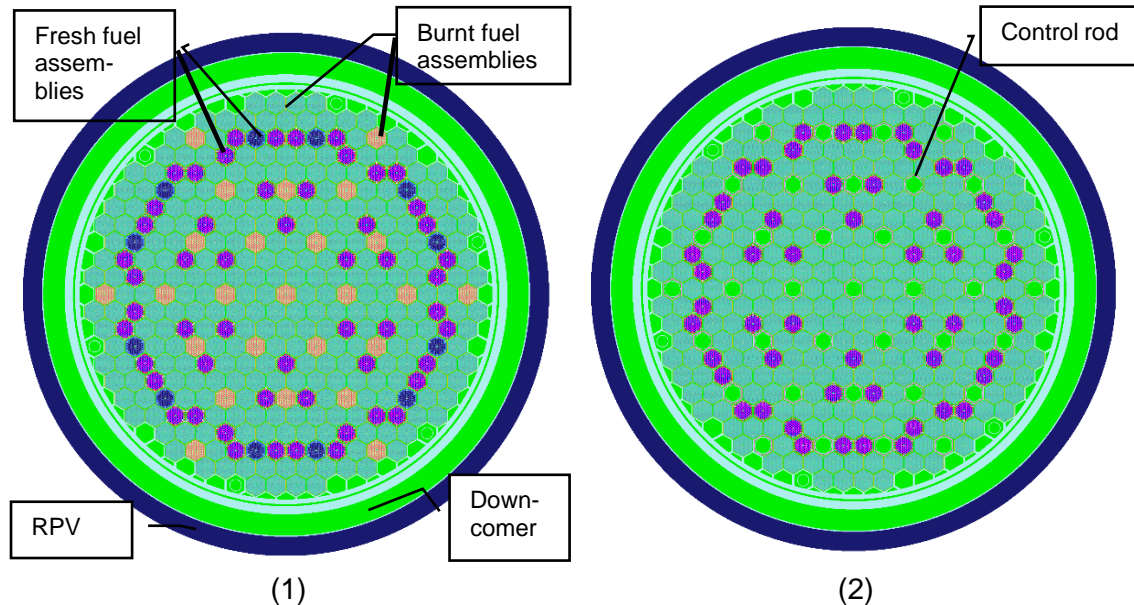 Fresh fuel
assem-
blies
Burnt fuel
assemblies
Control rod
RPV
Down-
comer
(1)
(2)